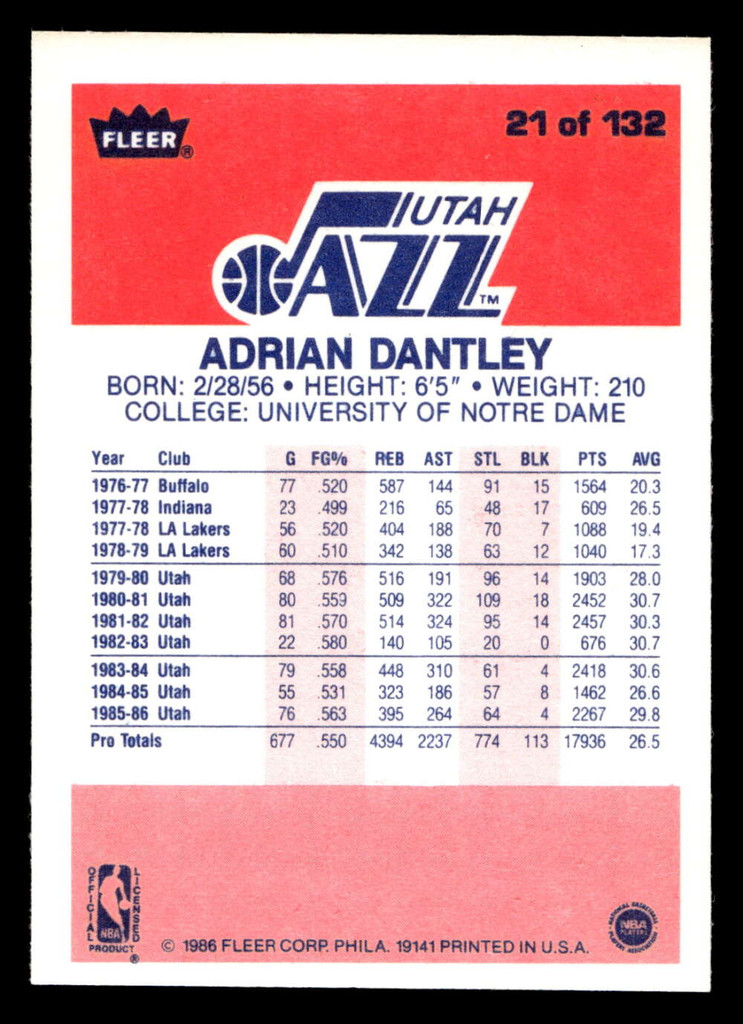 FLEER®
21 of 132
UTAH
JAZZ™
ADRIAN DANTLEY
BORN: 2/28/56 • HEIGHT: 6'5" • WEIGHT: 210
COLLEGE: UNIVERSITY OF NOTRE DAME
Year Club G FG% REB AST STL BLK PTS AVG
1976-77 Buffalo 77 .520 587 144 91 15 1564 20.3
1977-78 Indiana 23 .499 216 65 48 17 609 26.5
1977-78 LA Lakers 56 .520 404 188 70 7 1088 19.4
1978-79 LA Lakers 60 .510 342 138 63 12 1040 17.3
1979-80 Utah 68 .576 516 191 96 14 1903 28.0
1980-81 Utah 80 .559 509 322 109 18 2452 30.7
1981-82 Utah 81 .570 514 324 95 14 2457 30.3
1982-83 Utah 22 .580 140 105 20 0 676 30.7
1983-84 Utah 79 .558 448 310 61 4 2418 30.6
1984-85 Utah 55 .531 323 186 57 8 1462 26.6
1985-86 Utah 76 .563 395 264 64 4 2267 29.8
Pro Totals 677 .550 4394 2237 774 113 17936 26.5
OFFICIAL LICENSED
NBA
PRODUCT®
© 1986 FLEER CORP. PHILA. 19141 PRINTED IN U.S.A.
NATIONAL BASKETBALL
NBA
PLAYERS
PLAYERS ASSOCIATION